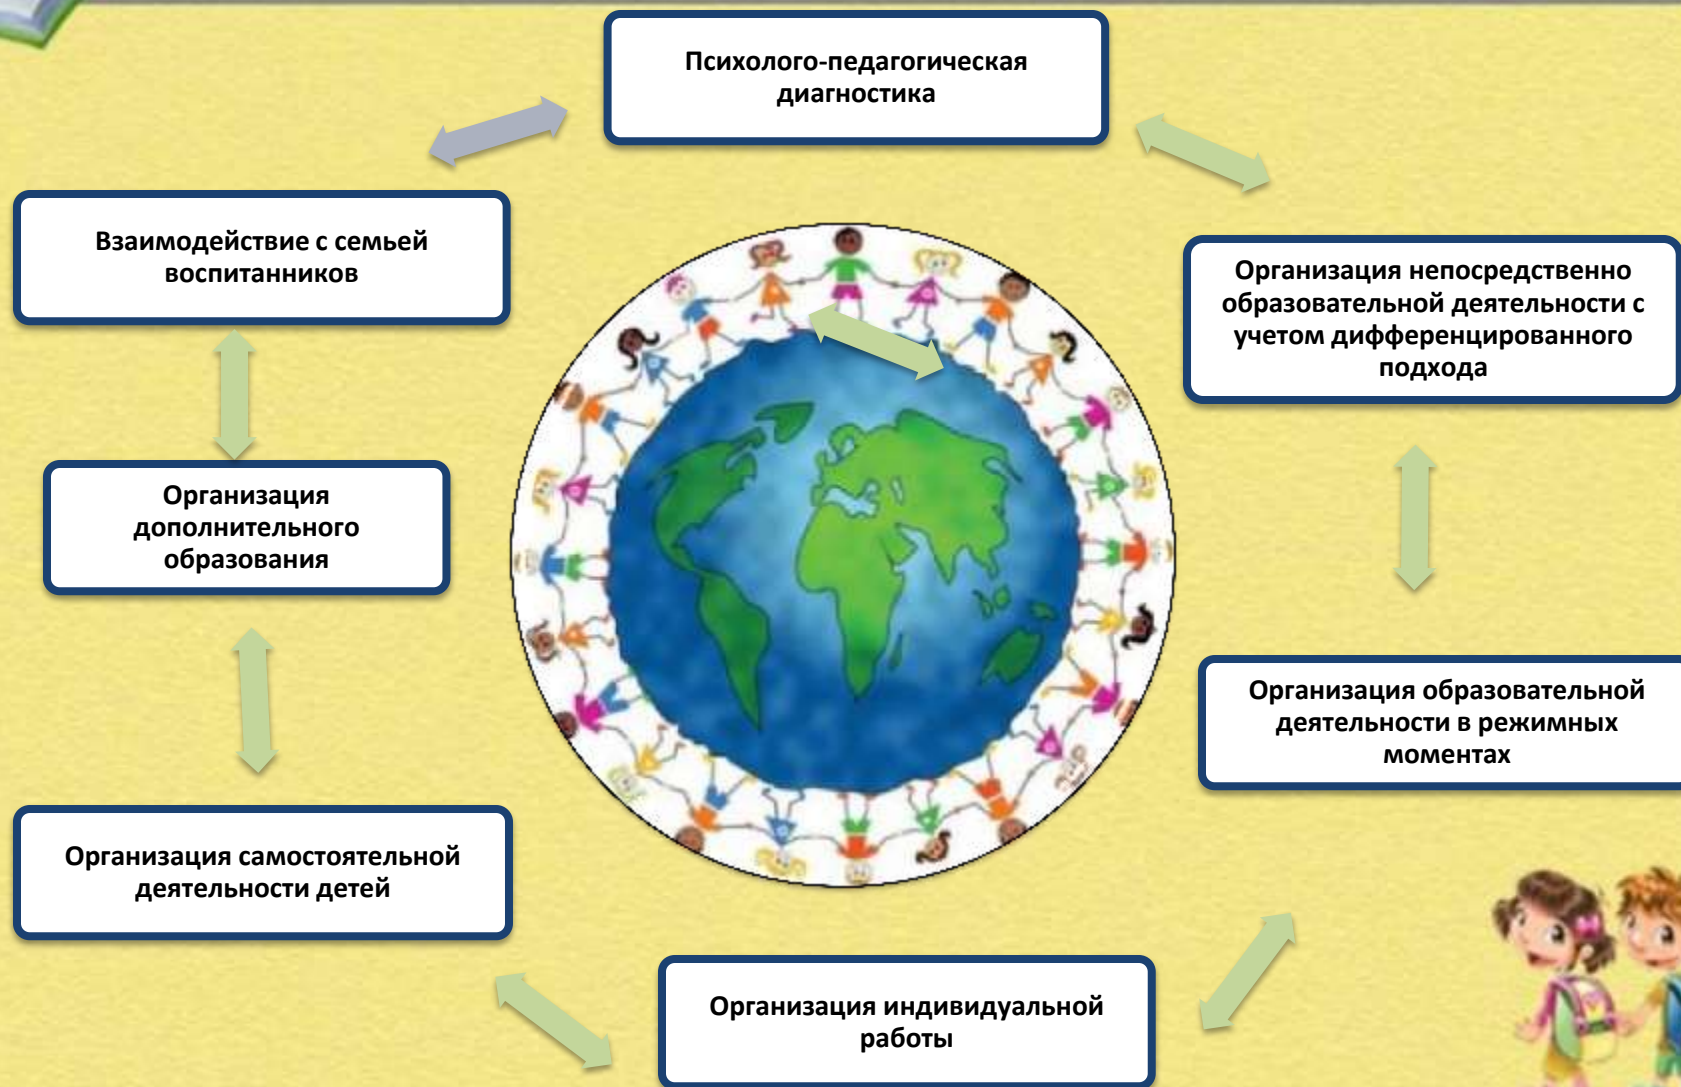 Психолого-педагогическая
диагностика
Взаимодействие с семьей
воспитанников
Организация непосредственно
образовательной деятельности с
учетом дифференцированного
подхода
Организация
дополнительного
образования
Организация образовательной
деятельности в режимных
моментах
Организация самостоятельной
деятельности детей
Организация индивидуальной
работы